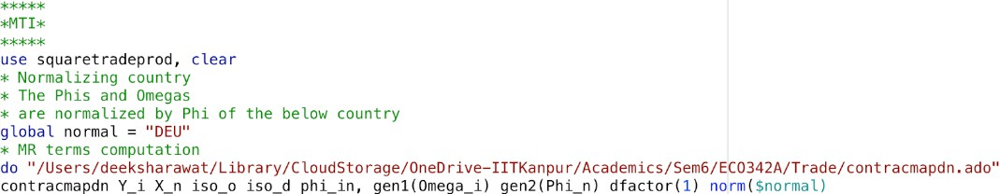 *****
*MTI*
*****
use squaretradeprod, clear
* Normalizing country
* The Phis and Omegas
* are normalized by Phi of the below country
global normal = "DEU"
* MR terms computation
do "/Users/deeksharawat/Library/CloudStorage/OneDrive-IITKanpur/Academics/Sem6/ECO342A/Trade/contracmapdn.ado"
contracmapdn Y_i X_n iso_o iso_d phi_in, gen1(Omega_i) gen2(Phi_n) dfactor(1) norm($normal)